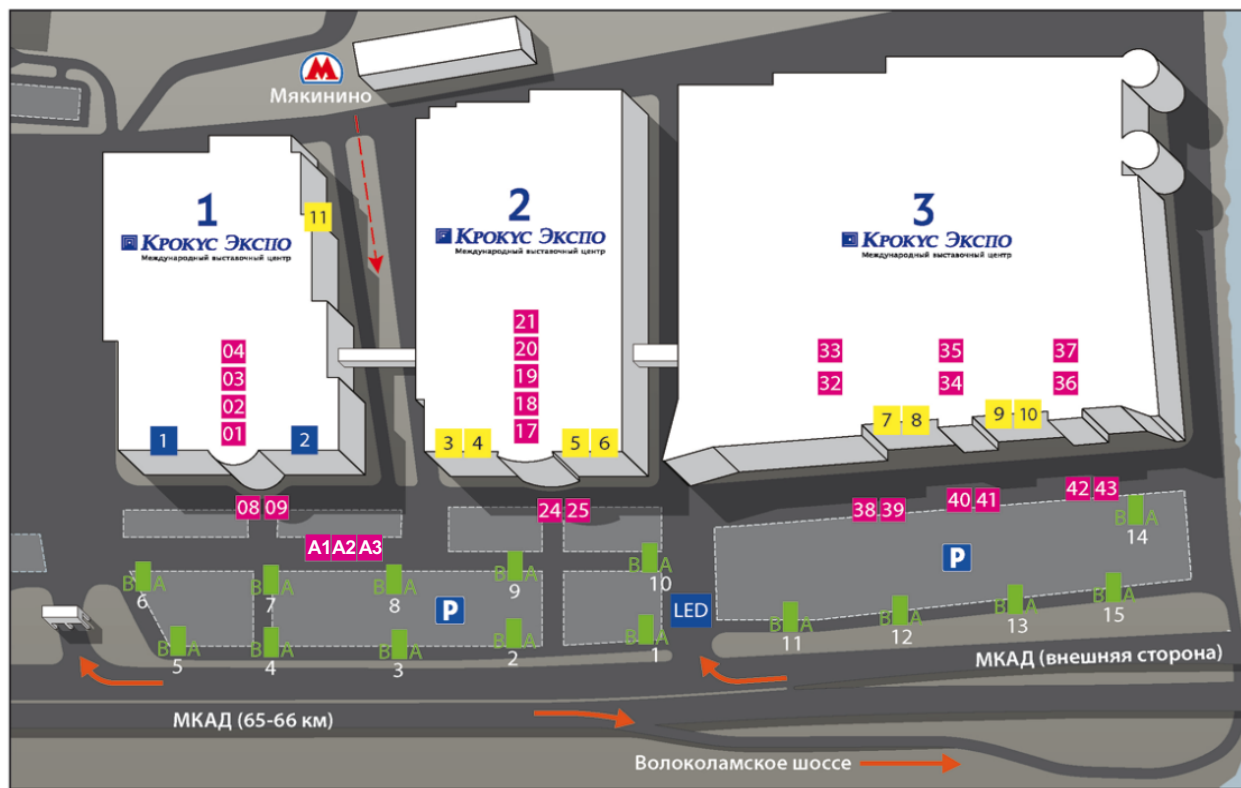 М
Мякинино
1
КРОКУС ЭКСПО
Международный выставочный центр
11
04
03
02
01
1
2
2
КРОКУС ЭКСПО
Международный выставочный центр
21
20
19
18
17
3 4
5 6
3
КРОКУС ЭКСПО
Международный выставочный центр
33 35 37
32 34 36
7 8
9 10
08 09
24 25
38 39
40 41
42 43
A1 A2 A3
B A
14
P
B A
6
B A
7
B A
8
B A
9
B A
10
P
LED
B A
5
B A
4
B A
3
B A
2
B A
1
B A
11
B A
12
B A
13
B A
15
МКАД (внешняя сторона)
МКАД (65-66 км)
Волоколамское шоссе